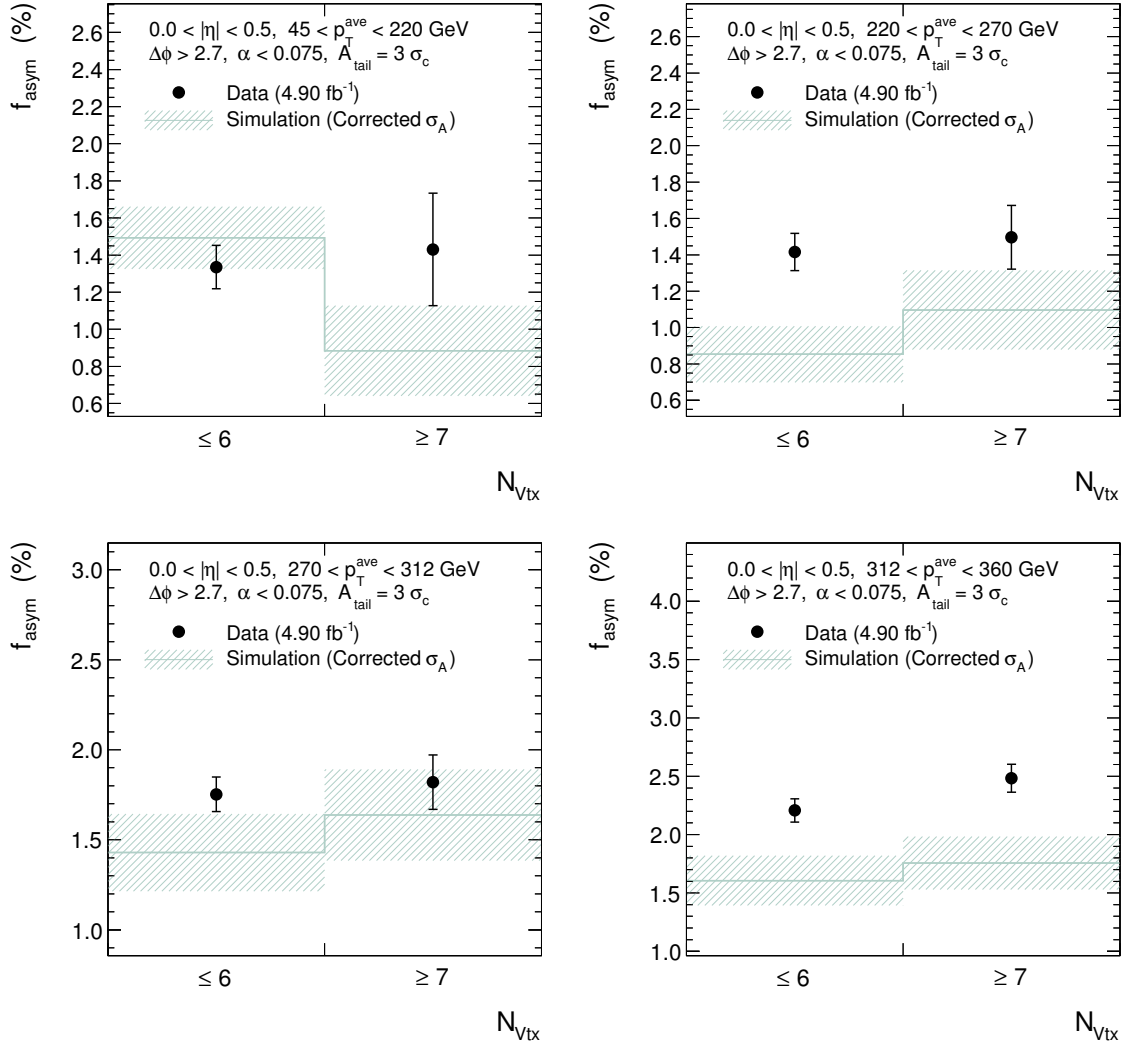 f_asym (%)
0.0 < |η| < 0.5, 45 < p_T^ave < 220 GeV
Δϕ > 2.7, α < 0.075, A_tail = 3 σ_c
Data (4.90 fb⁻¹)
Simulation (Corrected σ_A)
2.6
2.4
2.2
2.0
1.8
1.6
1.4
1.2
1.0
0.8
0.6
≤ 6 ≥ 7
N_Vtx
f_asym (%)
0.0 < |η| < 0.5, 220 < p_T^ave < 270 GeV
Δϕ > 2.7, α < 0.075, A_tail = 3 σ_c
Data (4.90 fb⁻¹)
Simulation (Corrected σ_A)
2.6
2.4
2.2
2.0
1.8
1.6
1.4
1.2
1.0
0.8
0.6
≤ 6 ≥ 7
N_Vtx
f_asym (%)
0.0 < |η| < 0.5, 270 < p_T^ave < 312 GeV
Δϕ > 2.7, α < 0.075, A_tail = 3 σ_c
Data (4.90 fb⁻¹)
Simulation (Corrected σ_A)
3.0
2.5
2.0
1.5
1.0
≤ 6 ≥ 7
N_Vtx
f_asym (%)
0.0 < |η| < 0.5, 312 < p_T^ave < 360 GeV
Δϕ > 2.7, α < 0.075, A_tail = 3 σ_c
Data (4.90 fb⁻¹)
Simulation (Corrected σ_A)
4.0
3.5
3.0
2.5
2.0
1.5
1.0
≤ 6 ≥ 7
N_Vtx